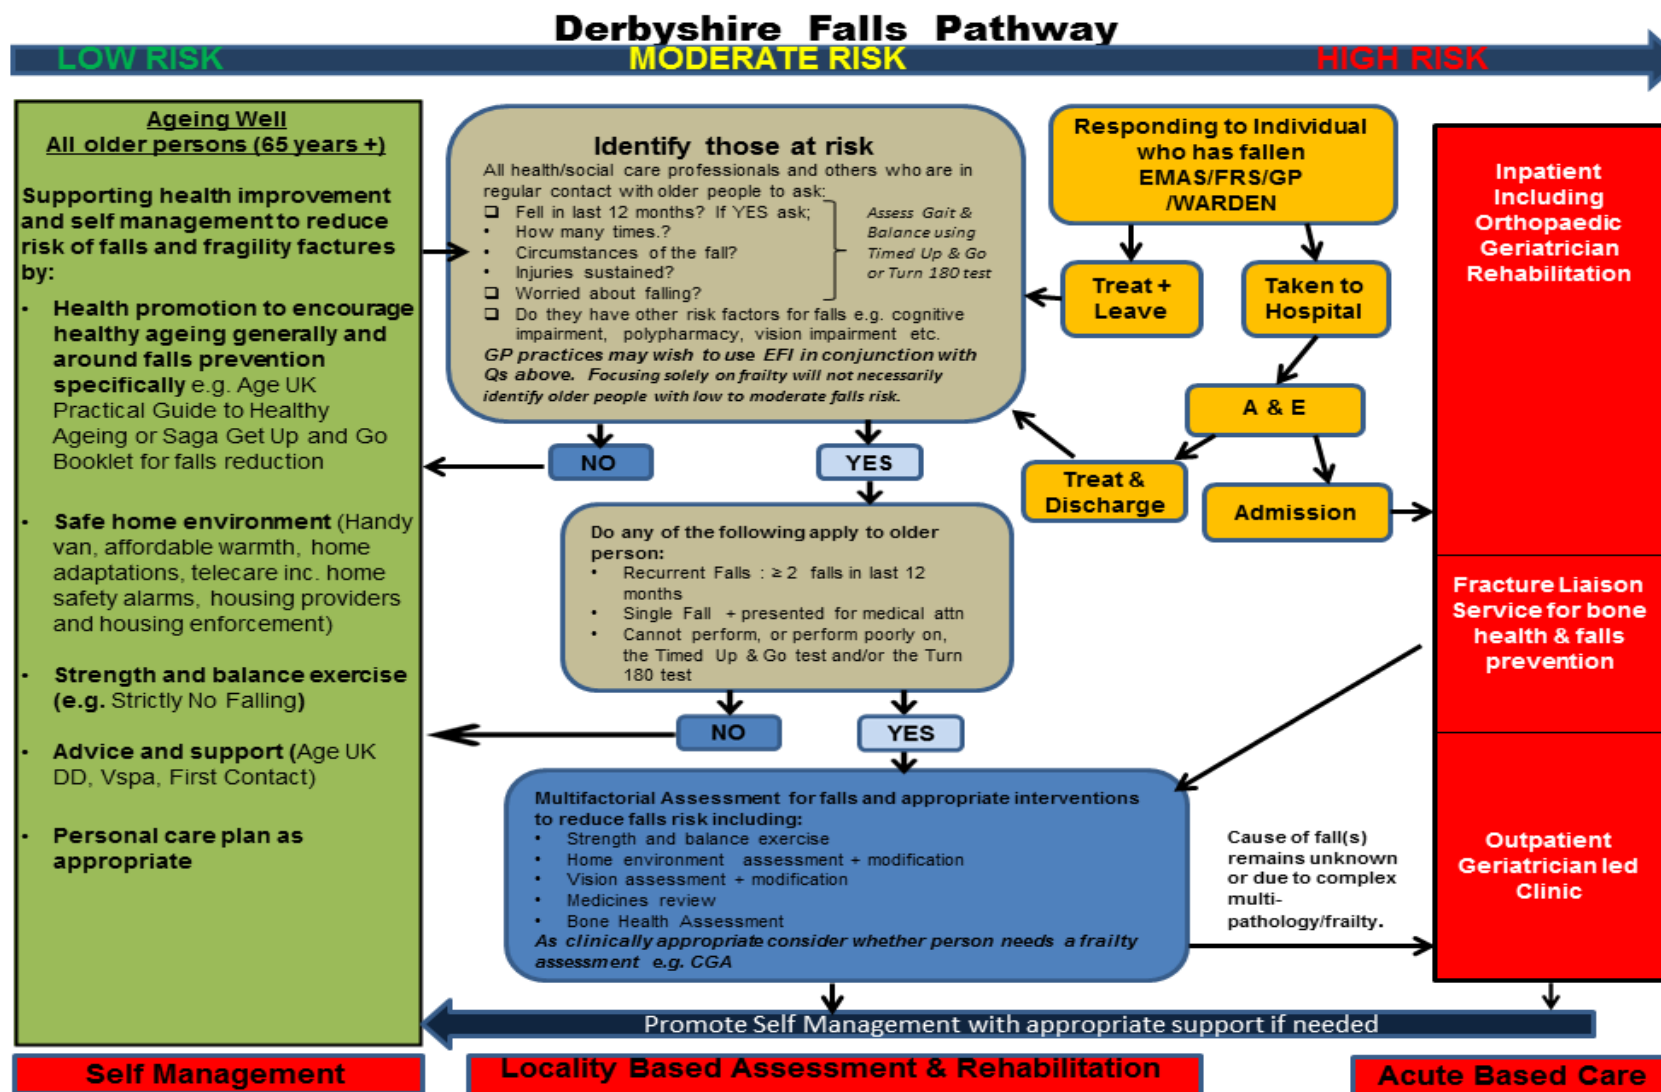 Derbyshire Falls Pathway
LOW RISK
MODERATE RISK
HIGH RISK
Ageing Well
All older persons (65 years +)
Supporting health improvement
and self management to reduce
risk of falls and fragility factures
by:
• Health promotion to encourage
healthy ageing generally and
around falls prevention
specifically e.g. Age UK
Practical Guide to Healthy
Ageing or Saga Get Up and Go
Booklet for falls reduction
• Safe home environment (Handy
van, affordable warmth, home
adaptations, telecare inc. home
safety alarms, housing providers
and housing enforcement)
• Strength and balance exercise
(e.g. Strictly No Falling)
• Advice and support (Age UK
DD, Vspa, First Contact)
• Personal care plan as
appropriate
Identify those at risk
All health/social care professionals and others who are in
regular contact with older people to ask:
❑ Fell in last 12 months? If YES ask;
• How many times.?
• Circumstances of the fall?
• Injuries sustained?
❑ Worried about falling?
❑ Do they have other risk factors for falls e.g. cognitive
impairment, polypharmacy, vision impairment etc.
GP practices may wish to use EFI in conjunction with
Qs above. Focusing solely on frailty will not necessarily
identify older people with low to moderate falls risk.
Assess Gait &
Balance using
Timed Up & Go
or Turn 180 test
NO
YES
Do any of the following apply to older
person:
• Recurrent Falls : ≥ 2 falls in last 12
months
• Single Fall + presented for medical attn
• Cannot perform, or perform poorly on,
the Timed Up & Go test and/or the Turn
180 test
NO
YES
Multifactorial Assessment for falls and appropriate interventions
to reduce falls risk including:
• Strength and balance exercise
• Home environment assessment + modification
• Vision assessment + modification
• Medicines review
• Bone Health Assessment
As clinically appropriate consider whether person needs a frailty
assessment e.g. CGA
Responding to Individual
who has fallen
EMAS/FRS/GP
/WARDEN
Treat +
Leave
Taken to
Hospital
A & E
Treat &
Discharge
Admission
Cause of fall(s)
remains unknown
or due to complex
multi-
pathology/frailty.
Inpatient
Including
Orthopaedic
Geriatrician
Rehabilitation
Fracture Liaison
Service for bone
health & falls
prevention
Outpatient
Geriatrician led
Clinic
Promote Self Management with appropriate support if needed
Self Management
Locality Based Assessment & Rehabilitation
Acute Based Care